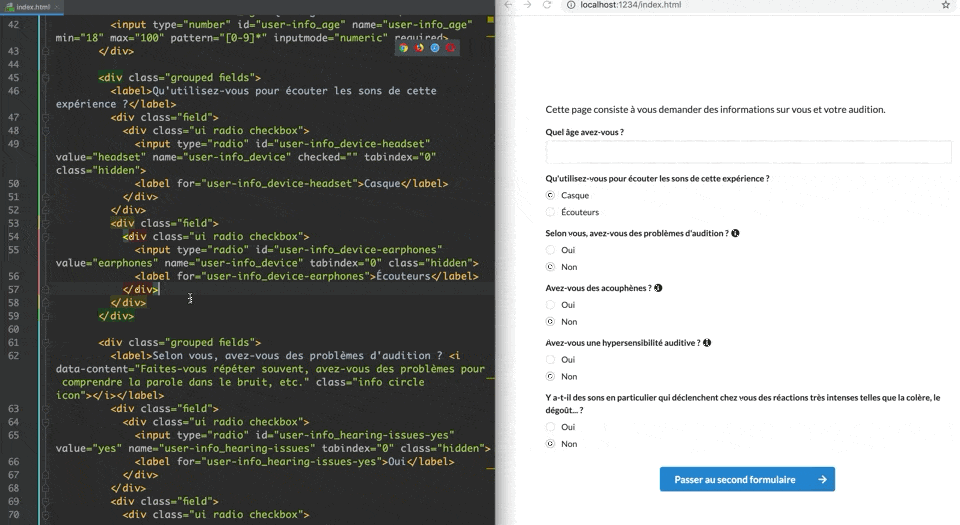 index.html
42 <input type="number" id="user-info_age" name="user-info_age"
min="18" max="100" pattern="[0-9]*" inputmode="numeric" required>
43 </div>
44
45 <div class="grouped fields">
46 <label>Qu'utilisez-vous pour écouter les sons de cette
expérience ?</label>
47 <div class="field">
48 <div class="ui radio checkbox">
49 <input type="radio" id="user-info_device-headset"
value="headset" name="user-info_device" checked="" tabindex="0"
class="hidden">
50 <label for="user-info_device-headset">Casque</label>
51 </div>
52 </div>
53 <div class="field">
54 <div class="ui radio checkbox">
55 <input type="radio" id="user-info_device-earphones"
value="earphones" name="user-info_device" tabindex="0" class="hidden">
56 <label for="user-info_device-earphones">Écouteurs</label>
57 </div>
58 </div>
59 </div>
60
61 <div class="grouped fields">
62 <label>Selon vous, avez-vous des problèmes d'audition ? <i
data-content="Faites-vous répéter souvent, avez-vous des problèmes pour
comprendre la parole dans le bruit, etc." class="info circle
icon"></i></label>
63 <div class="field">
64 <div class="ui radio checkbox">
65 <input type="radio" id="user-info_hearing-issues-yes"
value="yes" name="user-info_hearing-issues" tabindex="0" class="hidden">
66 <label for="user-info_hearing-issues-yes">Oui</label>
67 </div>
68 </div>
69 <div class="field">
70 <div class="ui radio checkbox">
localhost:1234/index.html
Cette page consiste à vous demander des informations sur vous et votre audition.
Quel âge avez-vous ?
Qu'utilisez-vous pour écouter les sons de cette expérience ?
Casque
Écouteurs
Selon vous, avez-vous des problèmes d'audition ?
Oui
Non
Avez-vous des acouphènes ?
Oui
Non
Avez-vous une hypersensibilité auditive ?
Oui
Non
Y a-t-il des sons en particulier qui déclenchent chez vous des réactions très intenses telles que la colère, le
dégoût... ?
Oui
Non
Passer au second formulaire